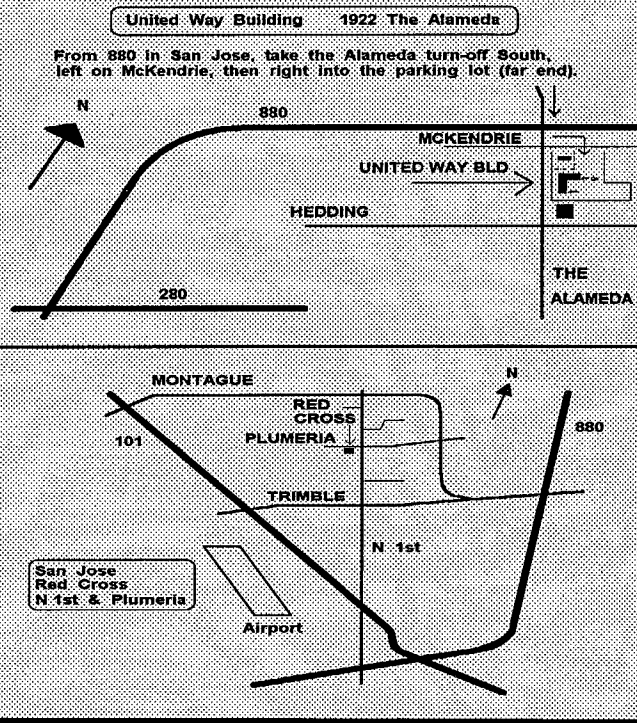 United Way Building 1922 The Alameda
From 880 in San Jose, take the Alameda turn-off South,
left on McKendrie, then right into the parking lot (far end).
N
880
MCKENDRIE
UNITED WAY BLD
HEDDING
THE
ALAMEDA
280
N
MONTAGUE
RED
CROSS
880
101
PLUMERIA
TRIMBLE
N 1st
San Jose
Red Cross
N 1st & Plumeria
Airport